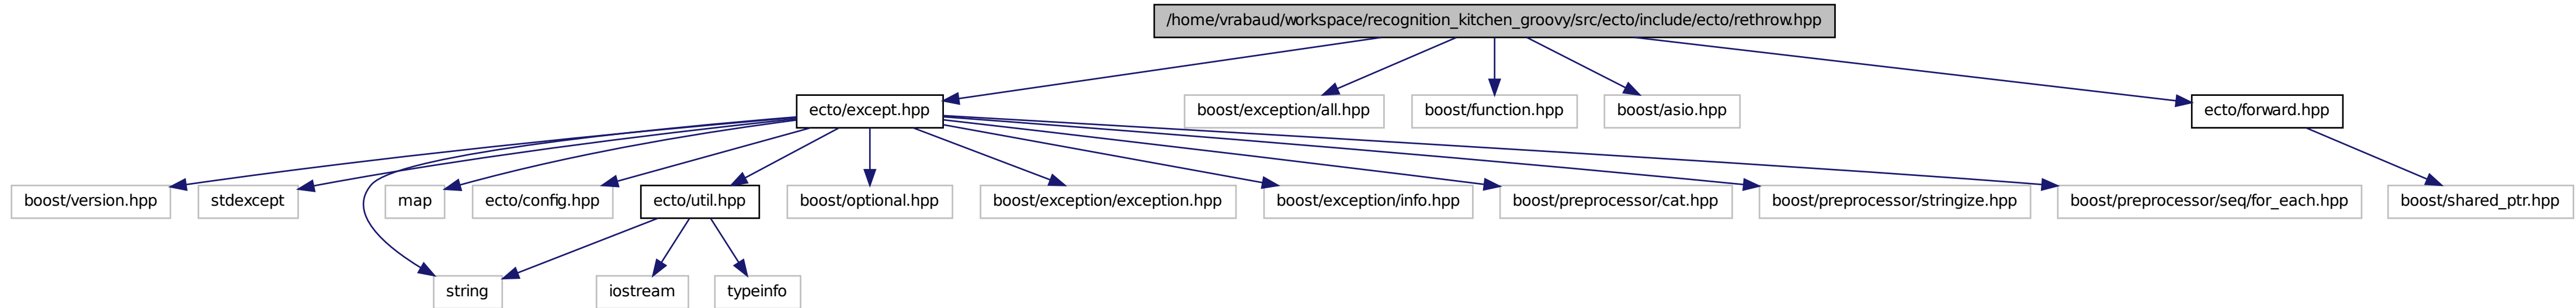 /home/vrabaud/workspace/recognition_kitchen_groovy/src/ecto/include/ecto/rethrow.hpp
ecto/except.hpp
boost/exception/all.hpp
boost/function.hpp
boost/asio.hpp
ecto/forward.hpp
boost/version.hpp
stdexcept
map
ecto/config.hpp
ecto/util.hpp
boost/optional.hpp
boost/exception/exception.hpp
boost/exception/info.hpp
boost/preprocessor/cat.hpp
boost/preprocessor/stringize.hpp
boost/preprocessor/seq/for_each.hpp
boost/shared_ptr.hpp
string
iostream
typeinfo